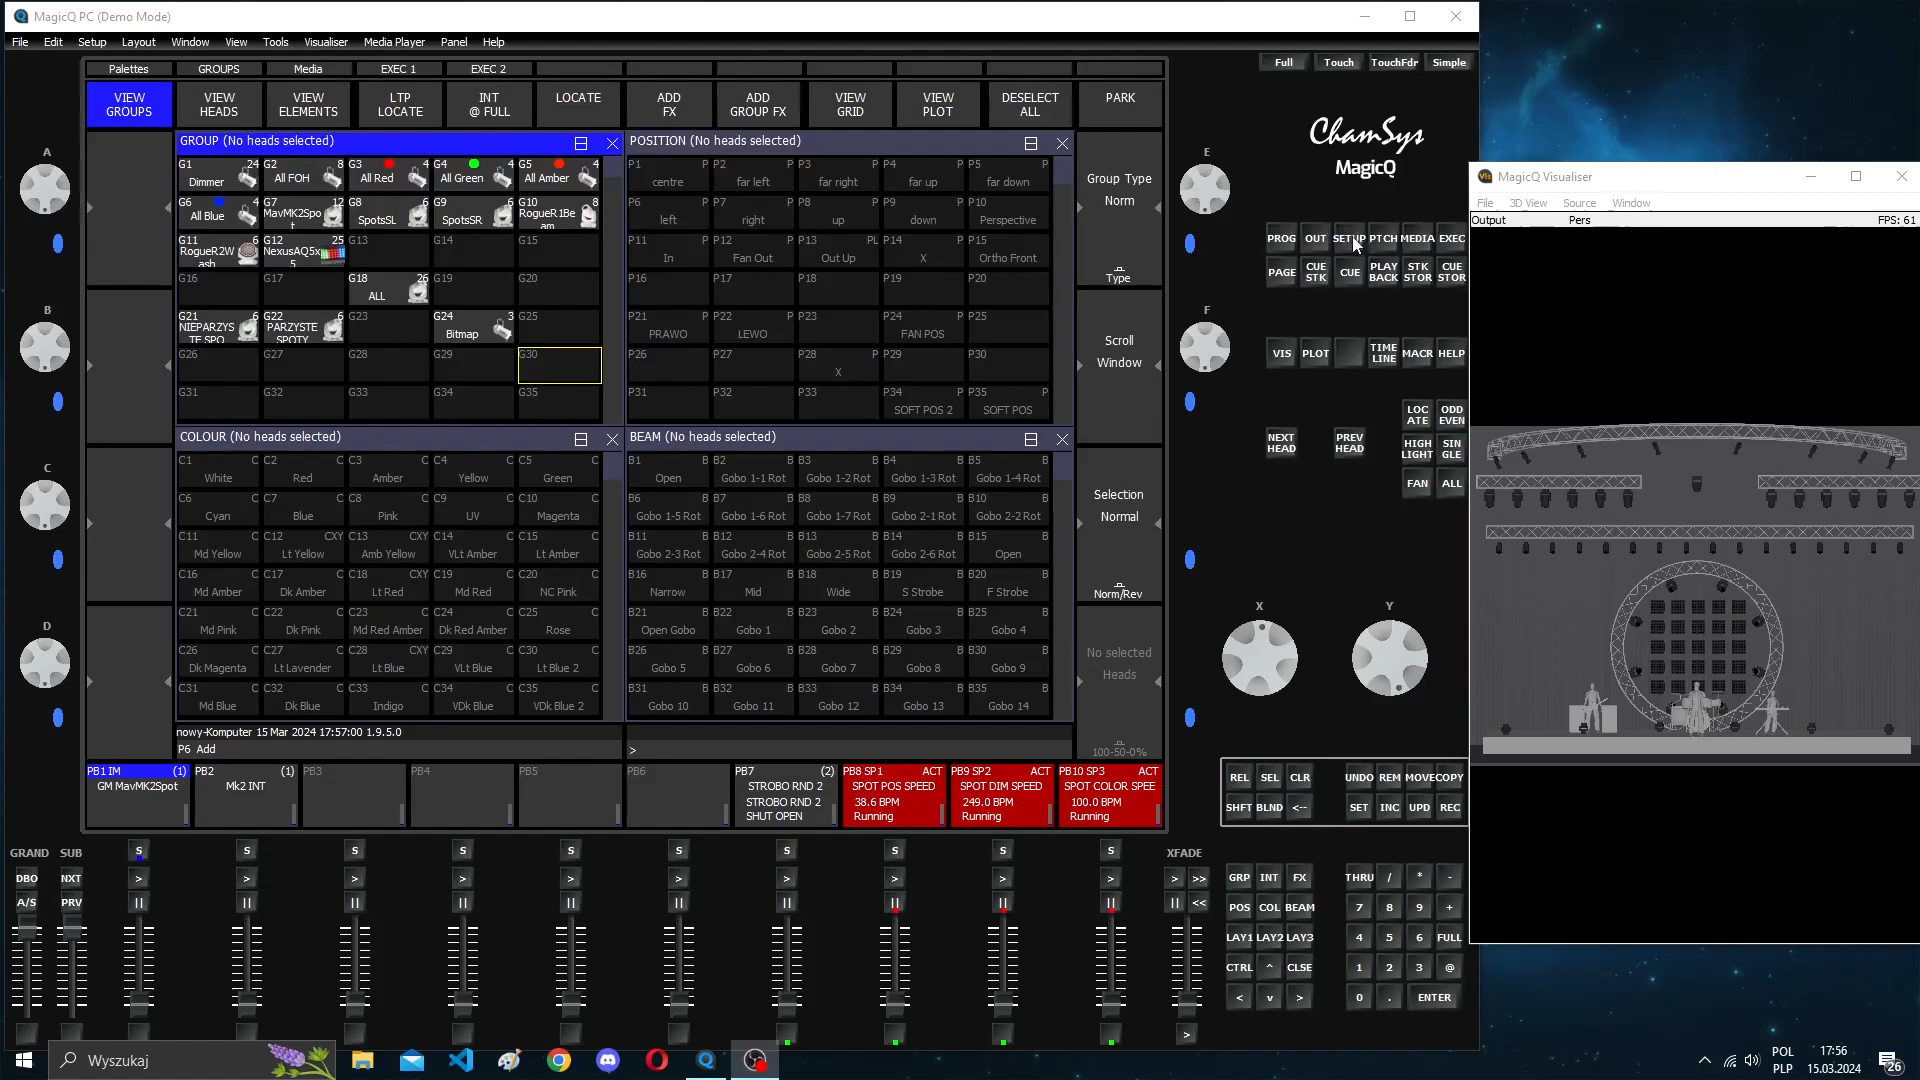 MagicQ PC (Demo Mode)
File Edit Setup Layout Window View Tools Visualiser Media Player Panel Help
Palettes GROUPS Media EXEC 1 EXEC 2
Full Touch TouchFdr Simple
VIEW GROUPS
VIEW HEADS
VIEW ELEMENTS
LTP LOCATE
INT @ FULL
LOCATE
ADD FX
ADD GROUP FX
VIEW GRID
VIEW PLOT
DESELECT ALL
PARK
GROUP (No heads selected)
G1 24 Dimmer
G2 8 All FOH
G3 4 All Red
G4 4 All Green
G5 4 All Amber
G6 4 All Blue
G7 12 MavMK2Spo t
G8 6 SpotsSL
G9 6 SpotsSR
G10 8 RogueR1Be am
G11 6 RogueR2W ash
G12 25 NexusAQ5x 5
G13 G14 G15
G16 G17
G18 26 ALL
G19 G20
G21 6 NIEPARZYS TE SPO
G22 6 PARZYSTE SPOTY
G23
G24 3 Bitmap
G25
G26 G27 G28 G29 G30
G31 G32 G33 G34 G35
POSITION (No heads selected)
P1 P centre
P2 P far left
P3 P far right
P4 P far up
P5 P far down
P6 P left
P7 P right
P8 P up
P9 P down
P10 P Perspective
P11 P In
P12 P Fan Out
P13 PL Out Up
P14 P X
P15 P Ortho Front
P16 P P17 P P18 P P19 P P20 P
P21 P PRAWO
P22 P LEWO
P23 P
P24 P FAN POS
P25 P
P26 P P27 P
P28 P X
P29 P P30 P
P31 P P32 P P33 P
P34 P SOFT POS 2
P35 P SOFT POS
COLOUR (No heads selected)
C1 C White
C2 C Red
C3 C Amber
C4 C Yellow
C5 C Green
C6 C Cyan
C7 C Blue
C8 C Pink
C9 C UV
C10 C Magenta
C11 C Md Yellow
C12 CXY Lt Yellow
C13 CXY Amb Yellow
C14 C VLt Amber
C15 C Lt Amber
C16 C Md Amber
C17 C Dk Amber
C18 CXY Lt Red
C19 C Md Red
C20 C NC Pink
C21 C Md Pink
C22 C Dk Pink
C23 C Md Red Amber
C24 C Dk Red Amber
C25 C Rose
C26 C Dk Magenta
C27 C Lt Lavender
C28 CXY Lt Blue
C29 C VLt Blue
C30 C Lt Blue 2
C31 C Md Blue
C32 C Dk Blue
C33 C Indigo
C34 C VDk Blue
C35 C VDk Blue 2
BEAM (No heads selected)
B1 B Open
B2 B Gobo 1-1 Rot
B3 B Gobo 1-2 Rot
B4 B Gobo 1-3 Rot
B5 B Gobo 1-4 Rot
B6 B Gobo 1-5 Rot
B7 B Gobo 1-6 Rot
B8 B Gobo 1-7 Rot
B9 B Gobo 2-1 Rot
B10 B Gobo 2-2 Rot
B11 B Gobo 2-3 Rot
B12 B Gobo 2-4 Rot
B13 B Gobo 2-5 Rot
B14 B Gobo 2-6 Rot
B15 B Open
B16 B Narrow
B17 B Mid
B18 B Wide
B19 B S Strobe
B20 B F Strobe
B21 B Open Gobo
B22 B Gobo 1
B23 B Gobo 2
B24 B Gobo 3
B25 B Gobo 4
B26 B Gobo 5
B27 B Gobo 6
B28 B Gobo 7
B29 B Gobo 8
B30 B Gobo 9
B31 B Gobo 10
B32 B Gobo 11
B33 B Gobo 12
B34 B Gobo 13
B35 B Gobo 14
Group Type
Norm
Type
Scroll
Window
Selection
Normal
Norm/Rev
No selected
Heads
100-50-0%
nowy-Komputer 15 Mar 2024 17:57:00 1.9.5.0
P6 Add
>
PB1 IM (1)
GM MavMK2Spot
PB2 (1)
Mk2 INT
PB3
PB4
PB5
PB6
PB7 (2)
STROBO RND 2
STROBO RND 2
SHUT OPEN
PB8 SP1 ACT
SPOT POS SPEED
38.6 BPM
Running
PB9 SP2 ACT
SPOT DIM SPEED
249.0 BPM
Running
PB10 SP3 ACT
SPOT COLOR SPEE
100.0 BPM
Running
A
B
C
D
E
F
X Y
ChamSys
MagicQ
PROG OUT SETUP PTCH MEDIA EXEC
PAGE CUE STK CUE PLAY BACK STK STOR CUE STOR
VIS PLOT TIME LINE MACR HELP
LOC ATE ODD EVEN
NEXT HEAD PREV HEAD HIGH LIGHT SIN GLE
FAN ALL
REL SEL CLR UNDO REM MOVE COPY
SHFT BLND <-- SET INC UPD REC
GRAND SUB S S S S S S S S S S XFADE
DBO NXT > > > > > > > > > > > >>
A/S PRV || || || || || || || || || || || <<
>
GRP INT FX THRU / * -
POS COL BEAM 7 8 9 +
LAY1 LAY2 LAY3 4 5 6 FULL
CTRL ^ CLSE 1 2 3 @
< v > 0 . ENTER
Vis MagicQ Visualiser
File 3D View Source Window
Output Pers FPS: 61
Wyszukaj
POL
PLP
17:56
15.03.2024
26